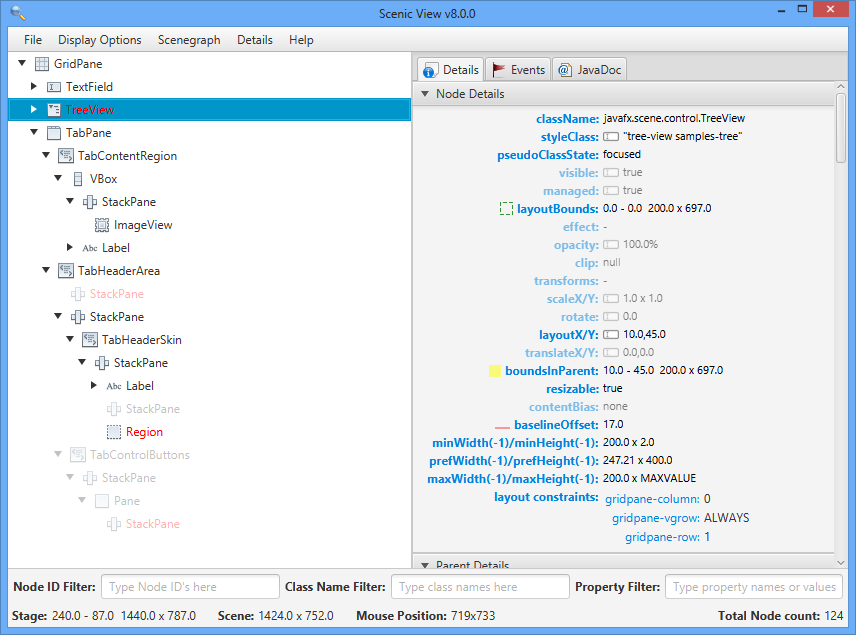 Scenic View v8.0.0
File Display Options Scenegraph Details Help
GridPane
TextField
TreeView
TabPane
TabContentRegion
VBox
StackPane
ImageView
Abc Label
TabHeaderArea
StackPane
StackPane
TabHeaderSkin
StackPane
Abc Label
StackPane
Region
TabControlButtons
StackPane
Pane
StackPane
Details Events JavaDoc
Node Details
className: javafx.scene.control.TreeView
styleClass: "tree-view samples-tree"
pseudoClassState: focused
visible: true
managed: true
layoutBounds: 0.0 - 0.0 200.0 x 697.0
effect: -
opacity: 100.0%
clip: null
transforms: -
scaleX/Y: 1.0 x 1.0
rotate: 0.0
layoutX/Y: 10.0,45.0
translateX/Y: 0.0,0.0
boundsInParent: 10.0 - 45.0 200.0 x 697.0
resizable: true
contentBias: none
baselineOffset: 17.0
minWidth(-1)/minHeight(-1): 200.0 x 2.0
prefWidth(-1)/prefHeight(-1): 247.21 x 400.0
maxWidth(-1)/maxHeight(-1): 200.0 x MAXVALUE
layout constraints: gridpane-column: 0
gridpane-vgrow: ALWAYS
gridpane-row: 1
Parent Details
Node ID Filter: Type Node ID's here Class Name Filter: Type class names here Property Filter: Type property names or values
Stage: 240.0 - 87.0 1440.0 x 787.0 Scene: 1424.0 x 752.0 Mouse Position: 719x733 Total Node count: 124